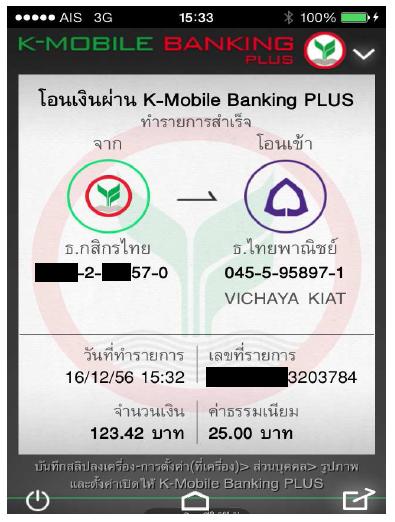 AIS 3G 15:33 100%
K-MOBILE BANKING
PLUS
โอนเงินผ่าน K-Mobile Banking PLUS
ทำรายการสำเร็จ
จาก โอนเข้า
ธ.กสิกรไทย ธ.ไทยพาณิชย์
-2- 57-0 045-5-95897-1
VICHAYA KIAT
วันที่ทำรายการ เลขที่รายการ
16/12/56 15:32 3203784
จำนวนเงิน ค่าธรรมเนียม
123.42 บาท 25.00 บาท
บันทึกสลิปลงเครื่อง-การตั้งค่า(ที่เครื่อง)> ส่วนบุคคล> รูปภาพ
และตั้งค่าเปิดให้ K-Mobile Banking PLUS